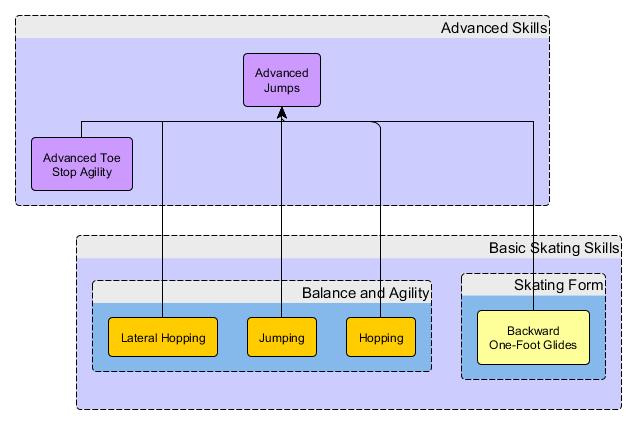 Advanced Skills
Advanced
Jumps
Advanced Toe
Stop Agility
Basic Skating Skills
Balance and Agility
Skating Form
Lateral Hopping
Jumping
Hopping
Backward
One-Foot Glides